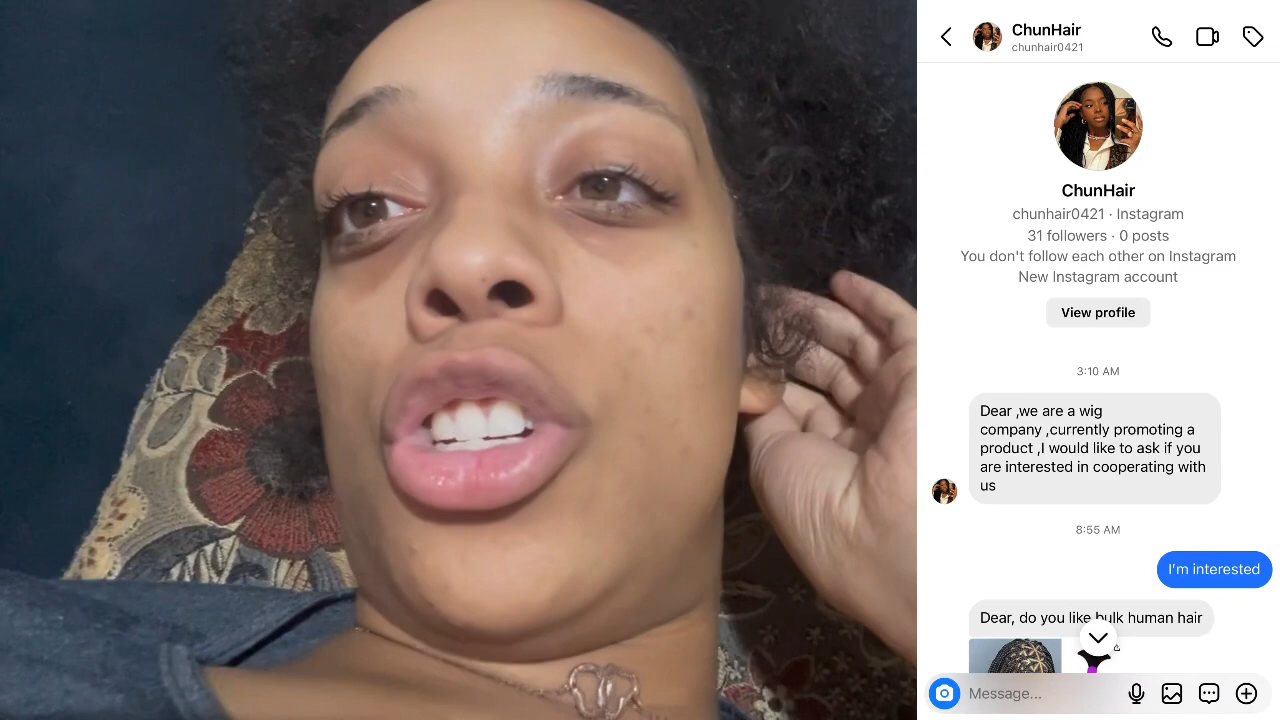 ChunHair
chunhair0421
ChunHair
chunhair0421 · Instagram
31 followers · 0 posts
You don't follow each other on Instagram
New Instagram account
View profile
3:10 AM
Dear ,we are a wig
company ,currently promoting a
product ,I would like to ask if you
are interested in cooperating with
us
8:55 AM
I'm interested
Dear, do you like bulk human hair
Message...